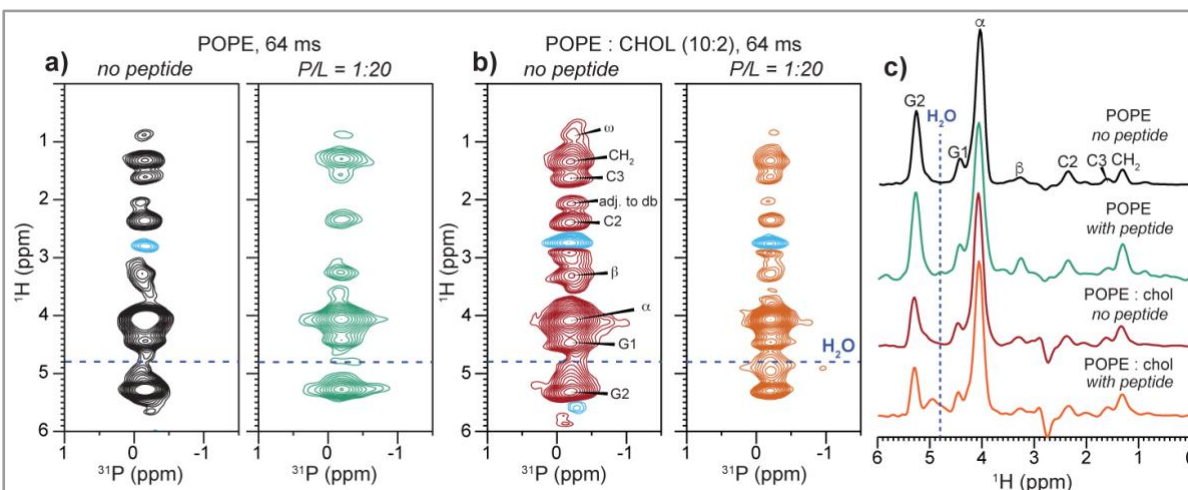 POPE, 64 ms
a) no peptide
P/L = 1:20
POPE : CHOL (10:2), 64 ms
b) no peptide
P/L = 1:20
c)
1
2
3
4
5
6
¹H (ppm)
1 0 -1
³¹P (ppm)
1 0 -1
³¹P (ppm)
ω
CH₂
C3
adj. to db
C2
β
α
G1
G2
1
2
3
4
5
6
¹H (ppm)
H₂O
1 0 -1
³¹P (ppm)
1 0 -1
³¹P (ppm)
α
G2
H₂O
G1
β
C2
C3
CH₂
POPE
no peptide
POPE
with peptide
POPE : chol
no peptide
POPE : chol
with peptide
6 5 4 3 2 1 0
¹H (ppm)